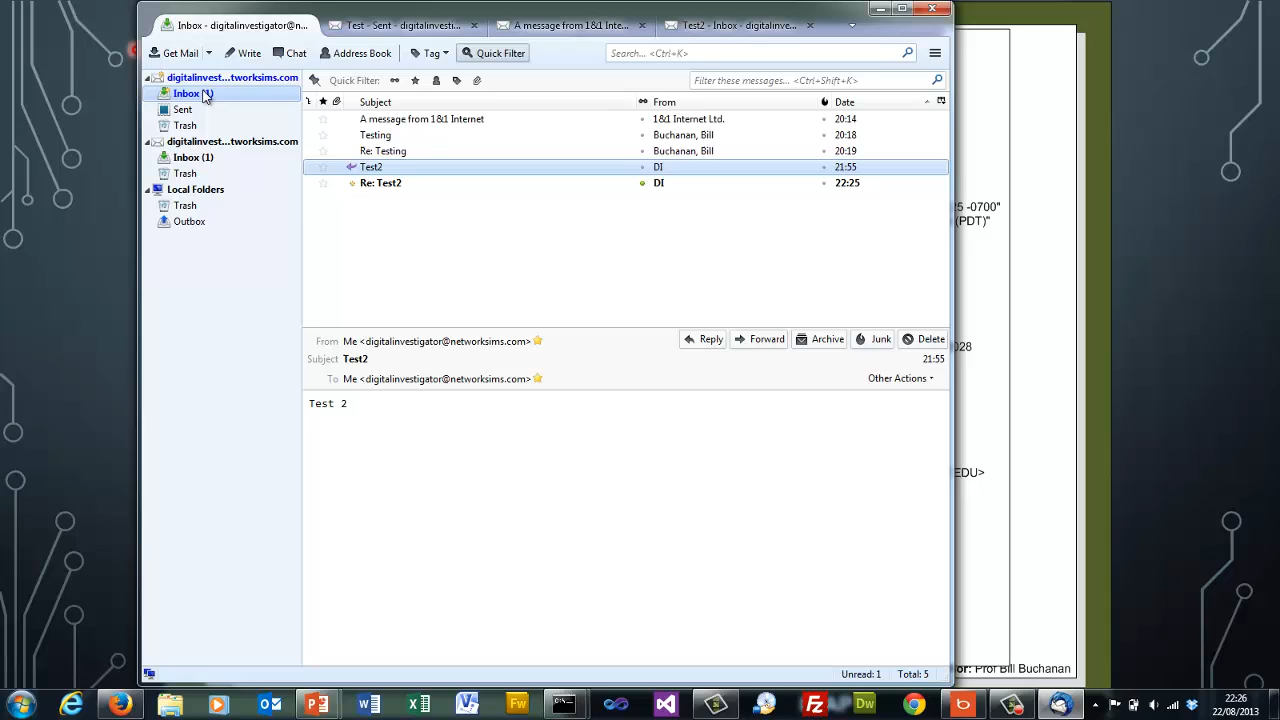 Inbox - digitalinvestigator@n...
Test - Sent - digitalinvesti...
A message from 1&1 Inte...
Test2 - Inbox - digitalinve...
Get Mail
Write
Chat
Address Book
Tag
Quick Filter
Search... <Ctrl+K>
digitalinvest...tworksims.com
Inbox
Sent
Trash
digitalinvest...tworksims.com
Inbox (1)
Trash
Local Folders
Trash
Outbox
Quick Filter:
Filter these messages... <Ctrl+Shift+K>
Subject From Date
A message from 1&1 Internet 1&1 Internet Ltd. 20:14
Testing Buchanan, Bill 20:18
Re: Testing Buchanan, Bill 20:19
Test2 DI 21:55
Re: Test2 DI 22:25
From Me <digitalinvestigator@networksims.com>
Reply
Forward
Archive
Junk
Delete
Subject Test2 21:55
To Me <digitalinvestigator@networksims.com>
Other Actions
Test 2
Unread: 1 Total: 5
25 -0700"
(PDT)"
028
EDU>
or: Prof Bill Buchanan
Fw
Dw
22:26
22/08/2013